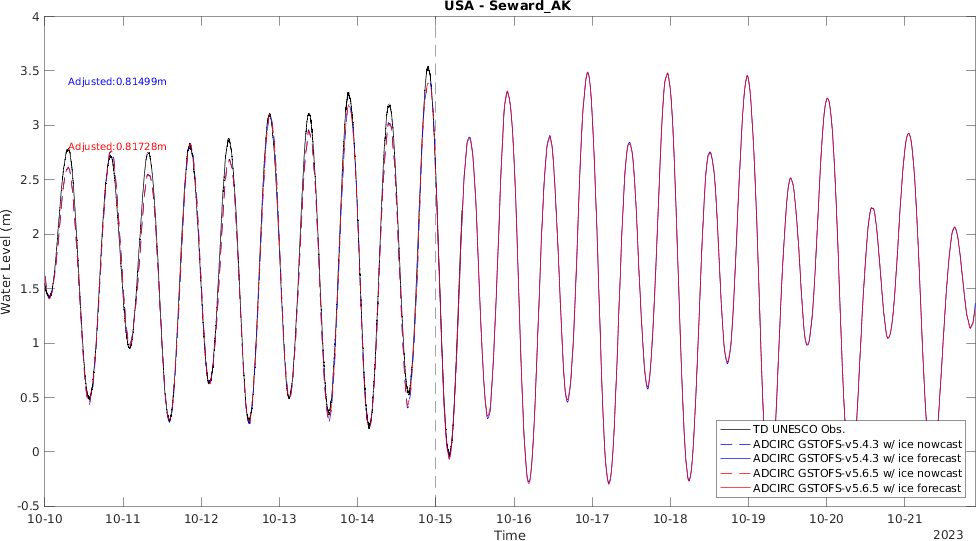 USA - Seward_AK
4
3.5
3
2.5
2
1.5
1
0.5
0
-0.5
Water Level (m)
Adjusted:0.81499m
Adjusted:0.81728m
TD UNESCO Obs.
ADCIRC GSTOFS-v5.4.3 w/ ice nowcast
ADCIRC GSTOFS-v5.4.3 w/ ice forecast
ADCIRC GSTOFS-v5.6.5 w/ ice nowcast
ADCIRC GSTOFS-v5.6.5 w/ ice forecast
10-10 10-11 10-12 10-13 10-14 10-15 10-16 10-17 10-18 10-19 10-20 10-21
Time
2023